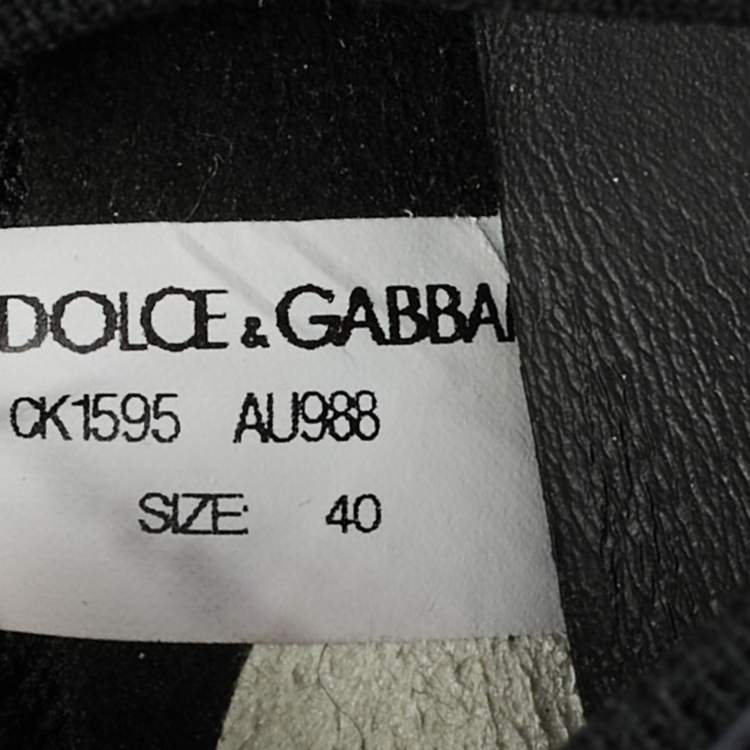 DOLCE & GABBA
CK1595 AU988
SIZE: 40